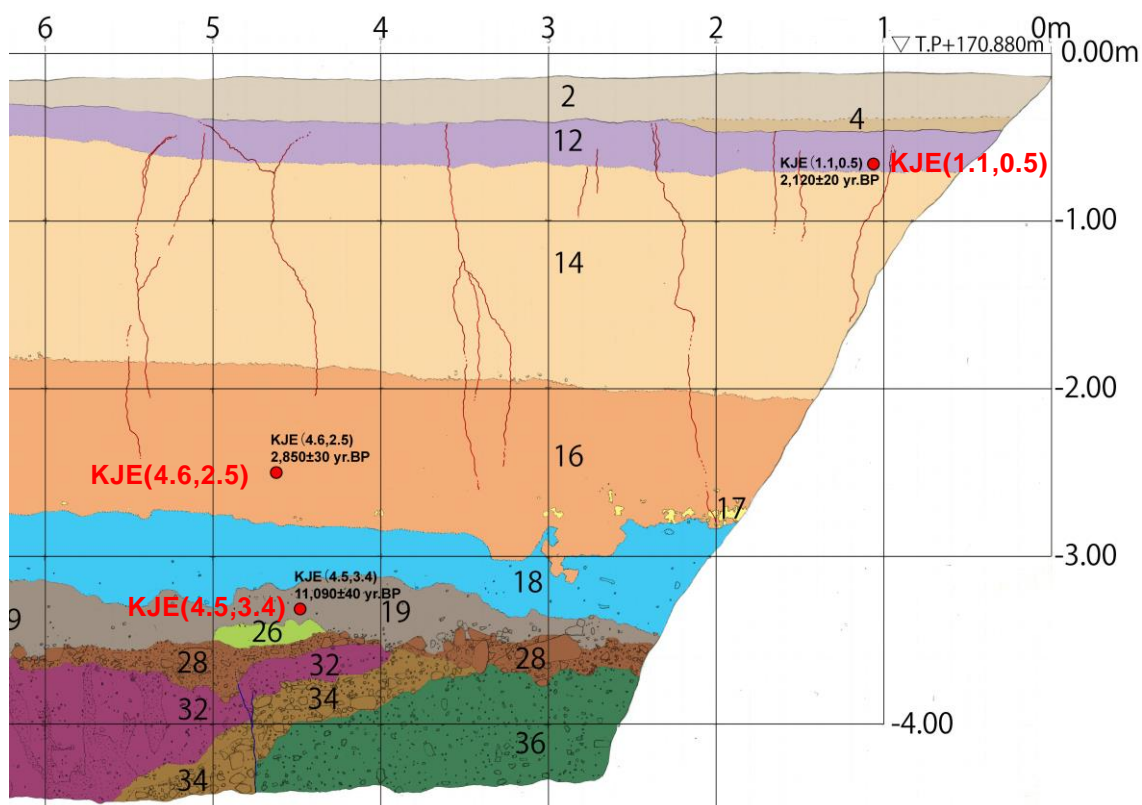 6 5 4 3 2 1 0m
▽ T.P+170.880m
0.00m
2
4
12
KJE(1.1,0.5)
2,120±20 yr.BP
KJE(1.1,0.5)
-1.00
14
-2.00
KJE(4.6,2.5)
2,850±30 yr.BP
16
KJE(4.6,2.5)
17
-3.00
KJE(4.5,3.4)
11,090±40 yr.BP
18
KJE(4.5,3.4)
19
9
26
28
28
32
34
32
-4.00
36
34